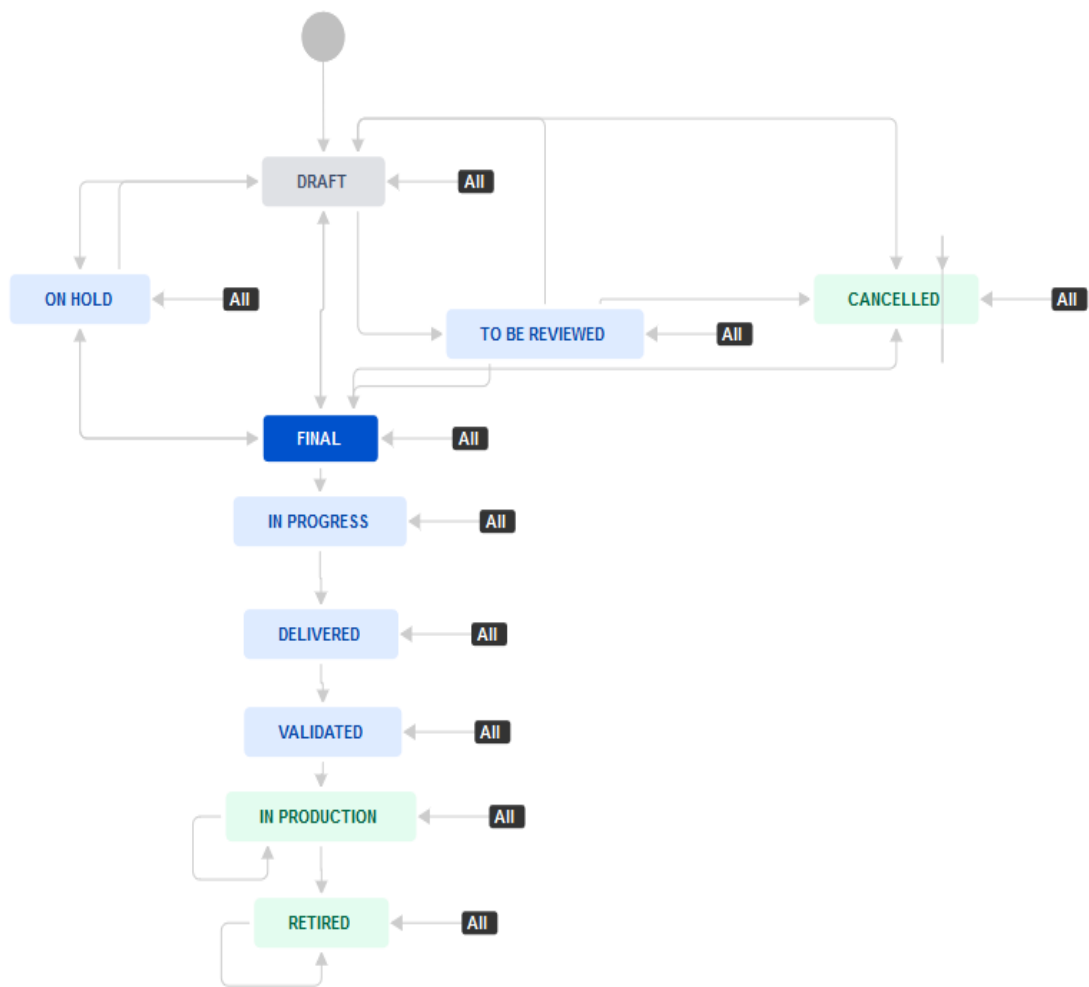 DRAFT
All
ON HOLD
All
CANCELLED
All
TO BE REVIEWED
All
FINAL
All
IN PROGRESS
All
DELIVERED
All
VALIDATED
All
IN PRODUCTION
All
RETIRED
All